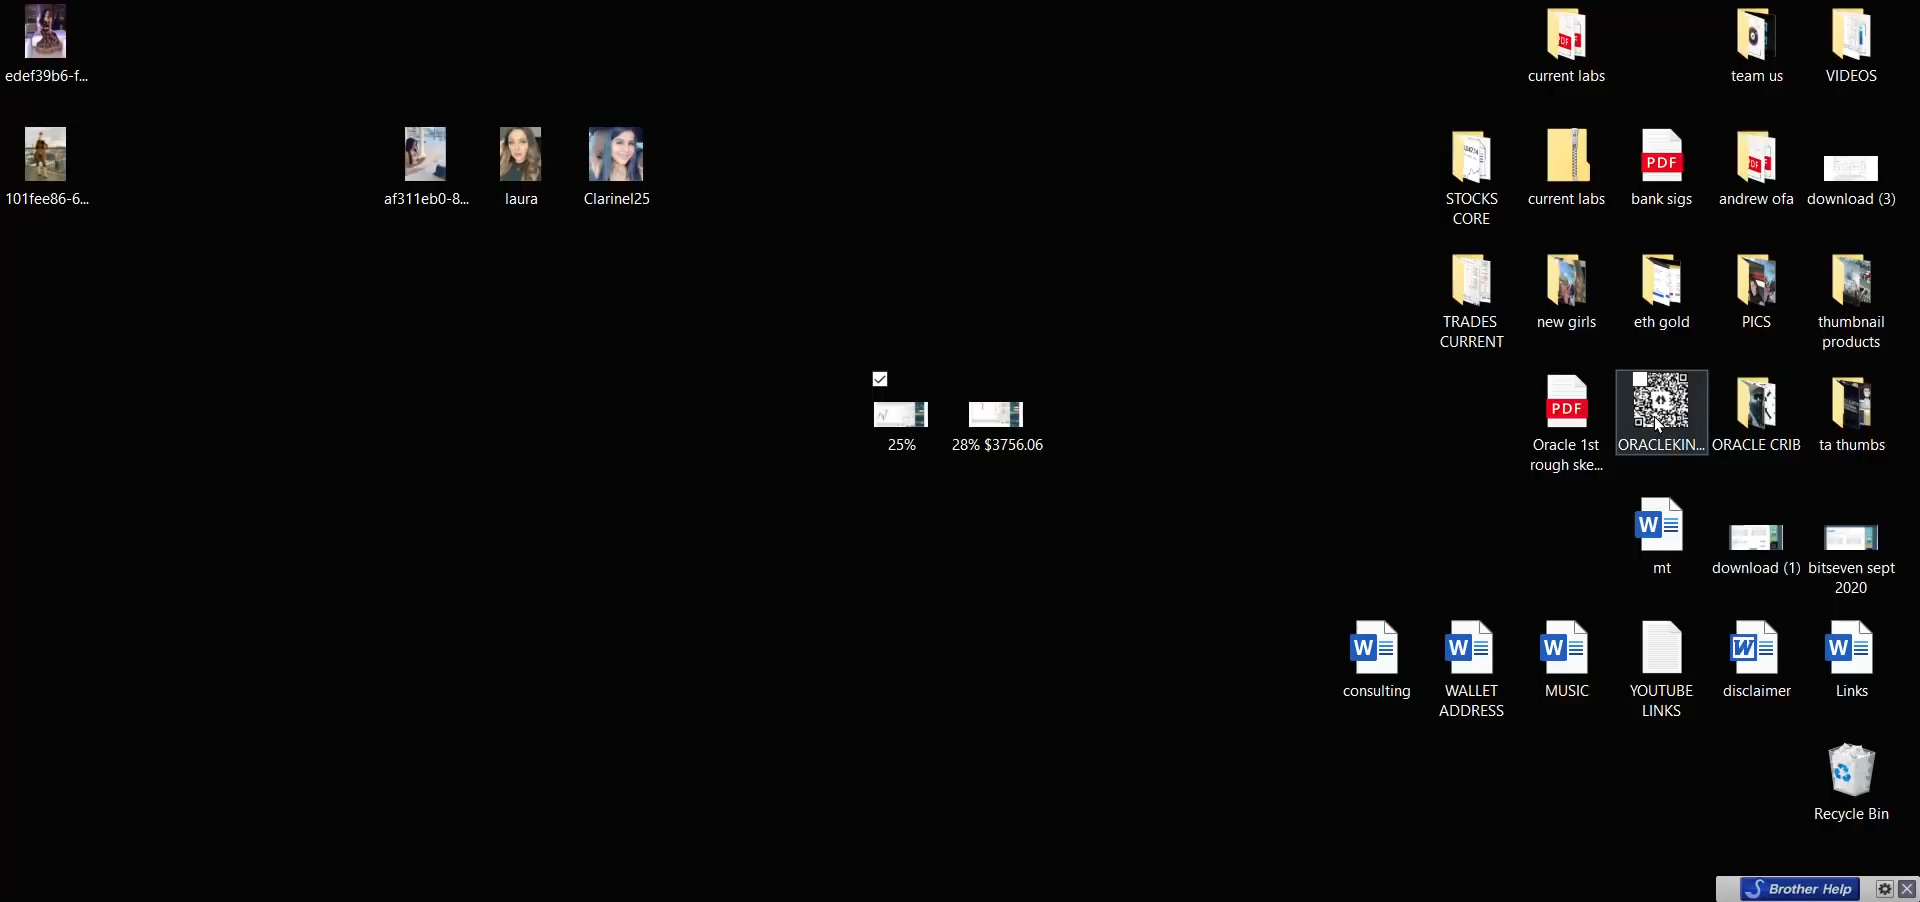 edef39b6-f...
current labs
team us
VIDEOS
101fee86-6...
af311eb0-8...
laura
Clarinel25
STOCKS
CORE
current labs
PDF
bank sigs
andrew ofa
download (3)
TRADES
CURRENT
new girls
eth gold
PICS
thumbnail
products
25%
28% $3756.06
PDF
Oracle 1st
rough ske...
ORACLEKIN...
ORACLE CRIB
ta thumbs
W
mt
download (1)
bitseven sept
2020
W
consulting
W
WALLET
ADDRESS
W
MUSIC
YOUTUBE
LINKS
W
disclaimer
W
Links
Recycle Bin
Brother Help